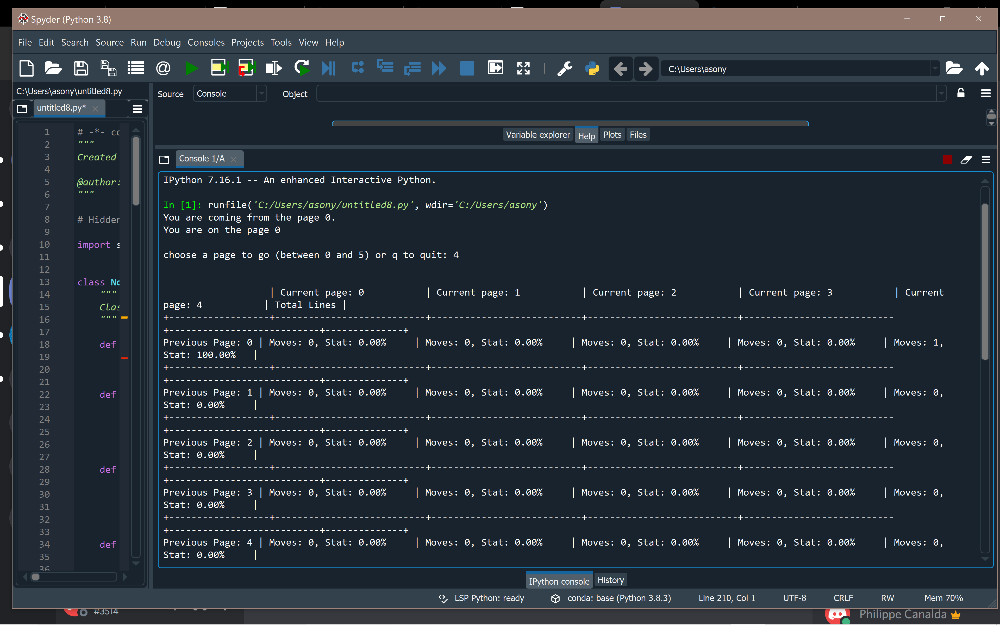 Spyder (Python 3.8)
File Edit Search Source Run Debug Consoles Projects Tools View Help
C:\Users\asony
C:\Users\asony\untitled8.py
Source Console Object
untitled8.py*
1 # -*- co
2 """
3 Created
4
5 @author:
6 """
7
8 # Hidden
9
10 import s
11
12
13 class No
14 """
15 Clas
16 """
17
18 def
19
20
21
22 def
23
24
25
26
27
28 def
29
30
31
32
33
34 def
35
36
Variable explorer Help Plots Files
Console 1/A
IPython 7.16.1 -- An enhanced Interactive Python.
In [1]: runfile('C:/Users/asony/untitled8.py', wdir='C:/Users/asony')
You are coming from the page 0.
You are on the page 0
choose a page to go (between 0 and 5) or q to quit: 4
| Current page: 0 | Current page: 1 | Current page: 2 | Current page: 3 | Current
page: 4 | Total Lines |
+------------------+---------------------------+---------------------------+---------------------------+---------------------------
+---------------------------+--------------+
Previous Page: 0 | Moves: 0, Stat: 0.00% | Moves: 0, Stat: 0.00% | Moves: 0, Stat: 0.00% | Moves: 0, Stat: 0.00% | Moves: 1,
Stat: 100.00% |
+------------------+---------------------------+---------------------------+---------------------------+---------------------------
+---------------------------+--------------+
Previous Page: 1 | Moves: 0, Stat: 0.00% | Moves: 0, Stat: 0.00% | Moves: 0, Stat: 0.00% | Moves: 0, Stat: 0.00% | Moves: 0,
Stat: 0.00% |
+------------------+---------------------------+---------------------------+---------------------------+---------------------------
+---------------------------+--------------+
Previous Page: 2 | Moves: 0, Stat: 0.00% | Moves: 0, Stat: 0.00% | Moves: 0, Stat: 0.00% | Moves: 0, Stat: 0.00% | Moves: 0,
Stat: 0.00% |
+------------------+---------------------------+---------------------------+---------------------------+---------------------------
+---------------------------+--------------+
Previous Page: 3 | Moves: 0, Stat: 0.00% | Moves: 0, Stat: 0.00% | Moves: 0, Stat: 0.00% | Moves: 0, Stat: 0.00% | Moves: 0,
Stat: 0.00% |
+------------------+---------------------------+---------------------------+---------------------------+---------------------------
+---------------------------+--------------+
Previous Page: 4 | Moves: 0, Stat: 0.00% | Moves: 0, Stat: 0.00% | Moves: 0, Stat: 0.00% | Moves: 0, Stat: 0.00% | Moves: 0,
Stat: 0.00% |
IPython console History
LSP Python: ready conda: base (Python 3.8.3) Line 210, Col 1 UTF-8 CRLF RW Mem 70%
#3514
Philippe Canalda